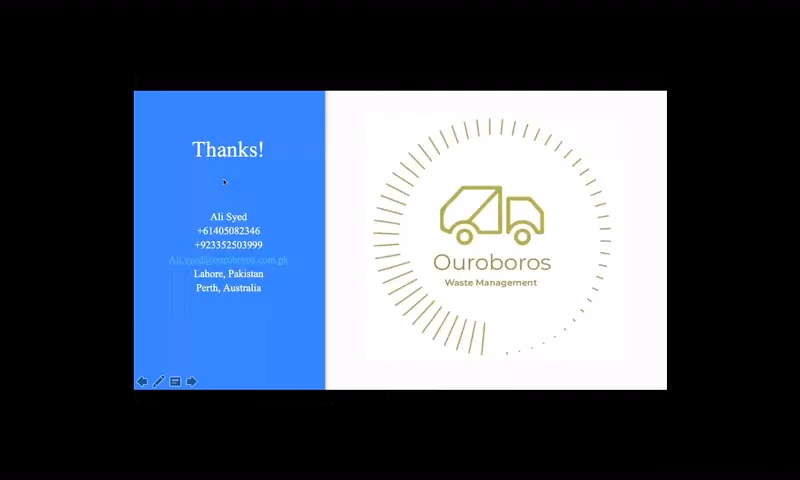 Thanks!
Ali Syed
+61405082346
+923352503999
Ali.syed@ouroboros.com.pk
Lahore, Pakistan
Perth, Australia
Ouroboros
Waste Management